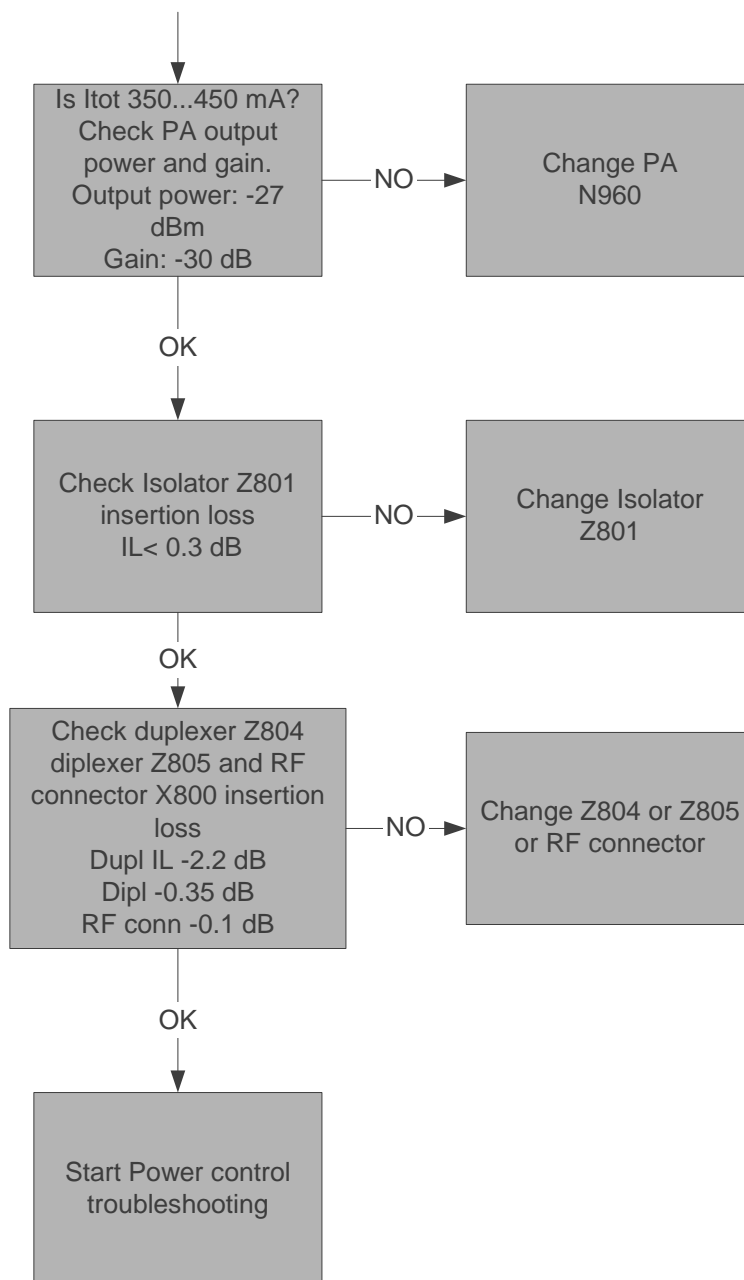 Is Itot 350...450 mA?
Check PA output
power and gain.
Output power: -27
dBm
Gain: -30 dB
NO
Change PA
N960
OK
Check Isolator Z801
insertion loss
IL< 0.3 dB
NO
Change Isolator
Z801
OK
Check duplexer Z804
diplexer Z805 and RF
connector X800 insertion
loss
Dupl IL -2.2 dB
Dipl -0.35 dB
RF conn -0.1 dB
NO
Change Z804 or Z805
or RF connector
OK
Start Power control
troubleshooting